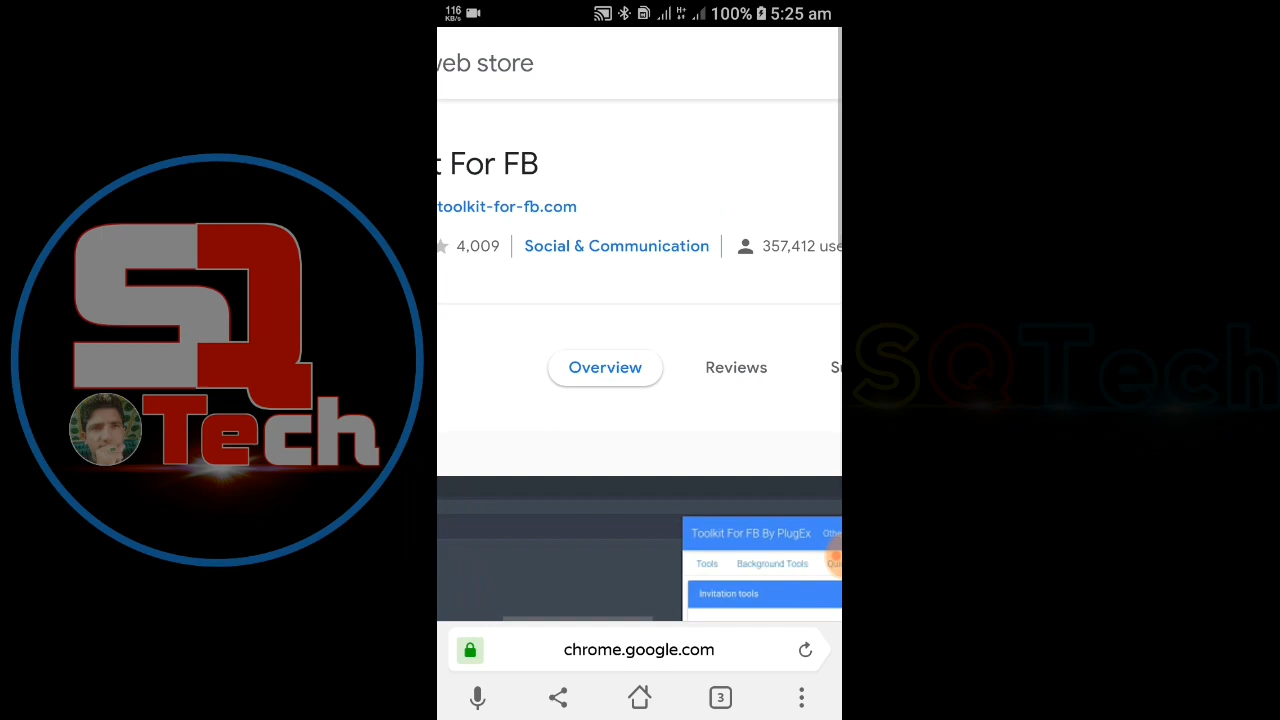 116
KB/s
H+
100%
5:25 am
web store
t For FB
toolkit-for-fb.com
4,009
Social & Communication
357,412 use
Overview
Reviews
SQ
Tech
SQTech
Toolkit For FB By PlugEx
Othe
Tools
Background Tools
Invitation tools
chrome.google.com
3